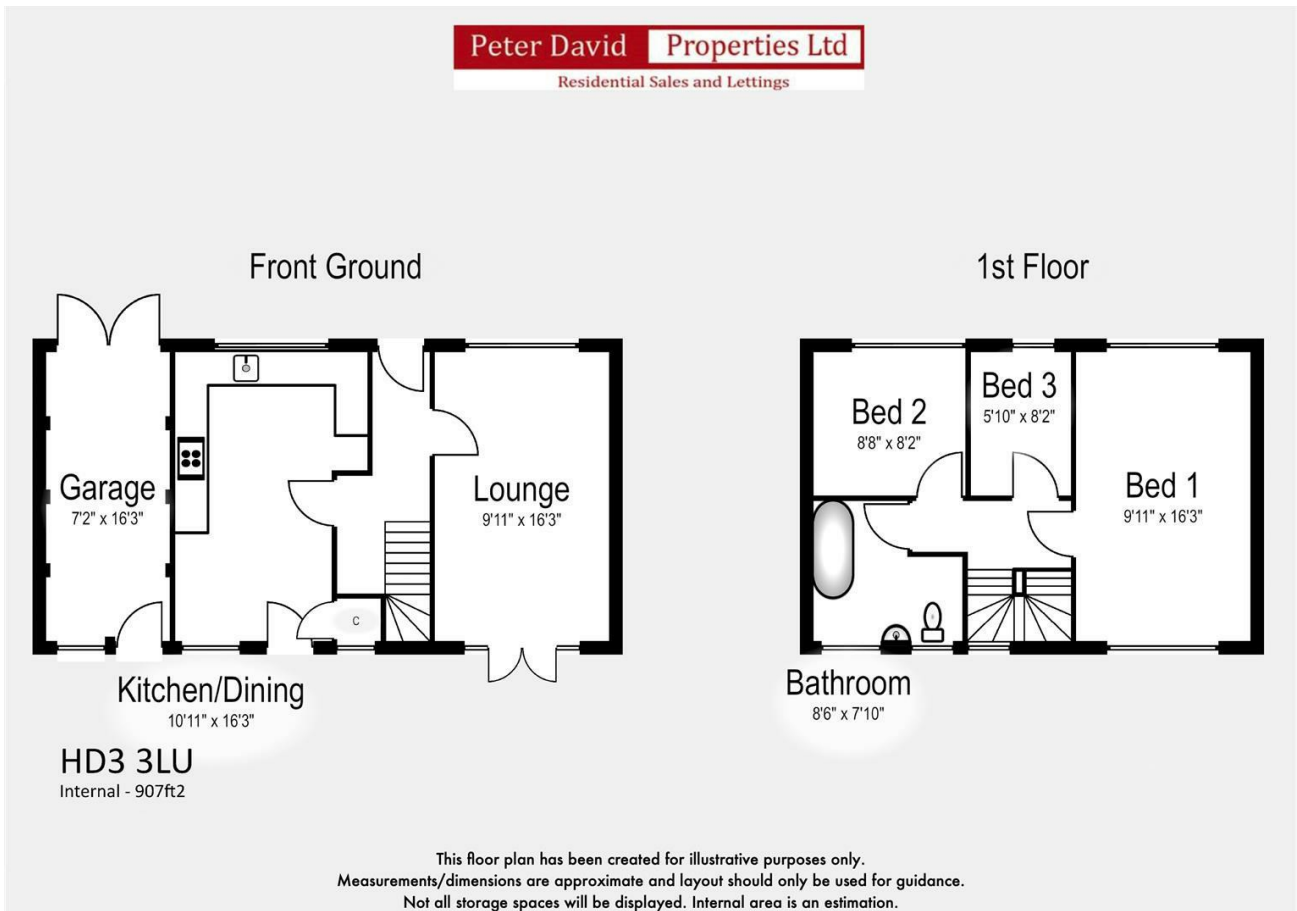 Peter David Properties Ltd
Residential Sales and Lettings
Front Ground
1st Floor
Garage
7'2" x 16'3"
Lounge
9'11" x 16'3"
C
Kitchen/Dining
10'11" x 16'3"
Bed 2
8'8" x 8'2"
Bed 3
5'10" x 8'2"
Bed 1
9'11" x 16'3"
Bathroom
8'6" x 7'10"
HD3 3LU
Internal - 907ft2
This floor plan has been created for illustrative purposes only.
Measurements/dimensions are approximate and layout should only be used for guidance.
Not all storage spaces will be displayed. Internal area is an estimation.